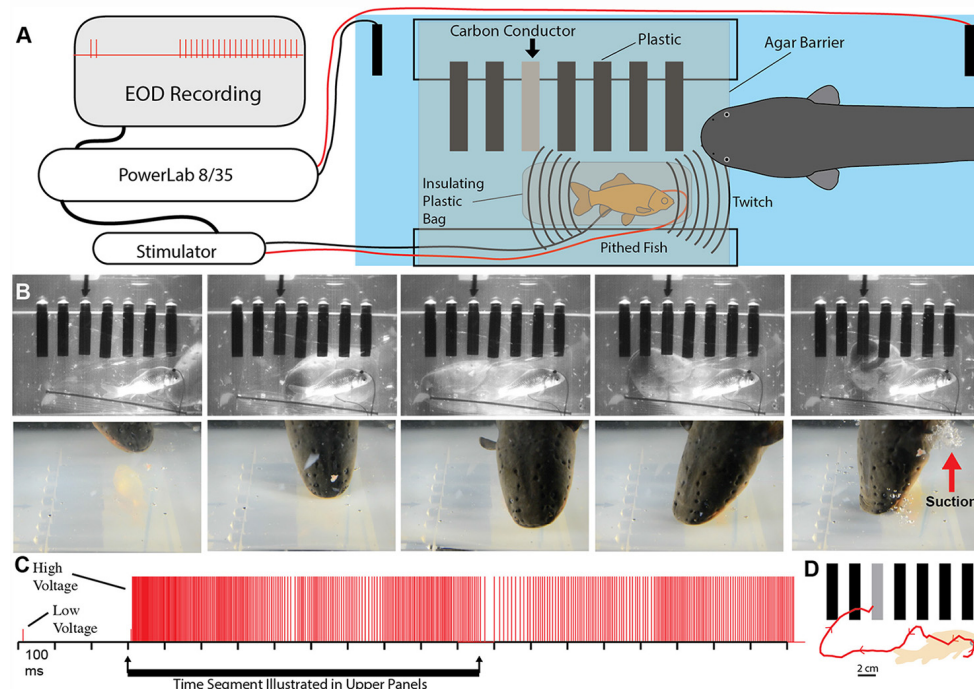 A
EOD Recording
PowerLab 8/35
Stimulator
Carbon Conductor
Plastic
Agar Barrier
Insulating
Plastic
Bag
Twitch
Pithed Fish
B
Suction
C
High
Voltage
Low
Voltage
100
ms
Time Segment Illustrated in Upper Panels
D
2 cm